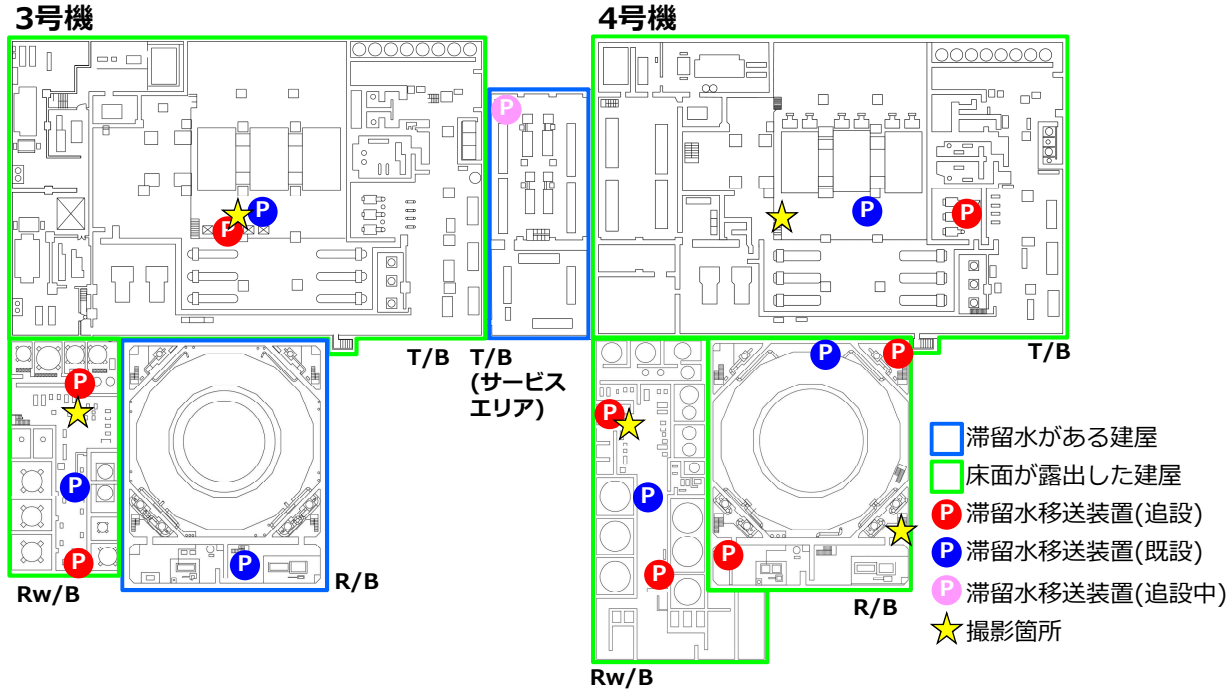 3号機
4号機
P
P
P
P
P
T/B
T/B
(サービス
エリア)
T/B
P
P
P
P
P
P
P
P
P
P
P
Rw/B
R/B
R/B
Rw/B
滞留水がある建屋
床面が露出した建屋
P 滞留水移送装置(追設)
P 滞留水移送装置(既設)
P 滞留水移送装置(追設中)
撮影箇所